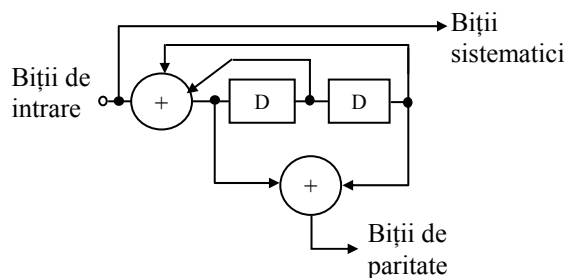 Biții
sistematici
Biții de
intrare
+
D
D
+
Biții de
paritate